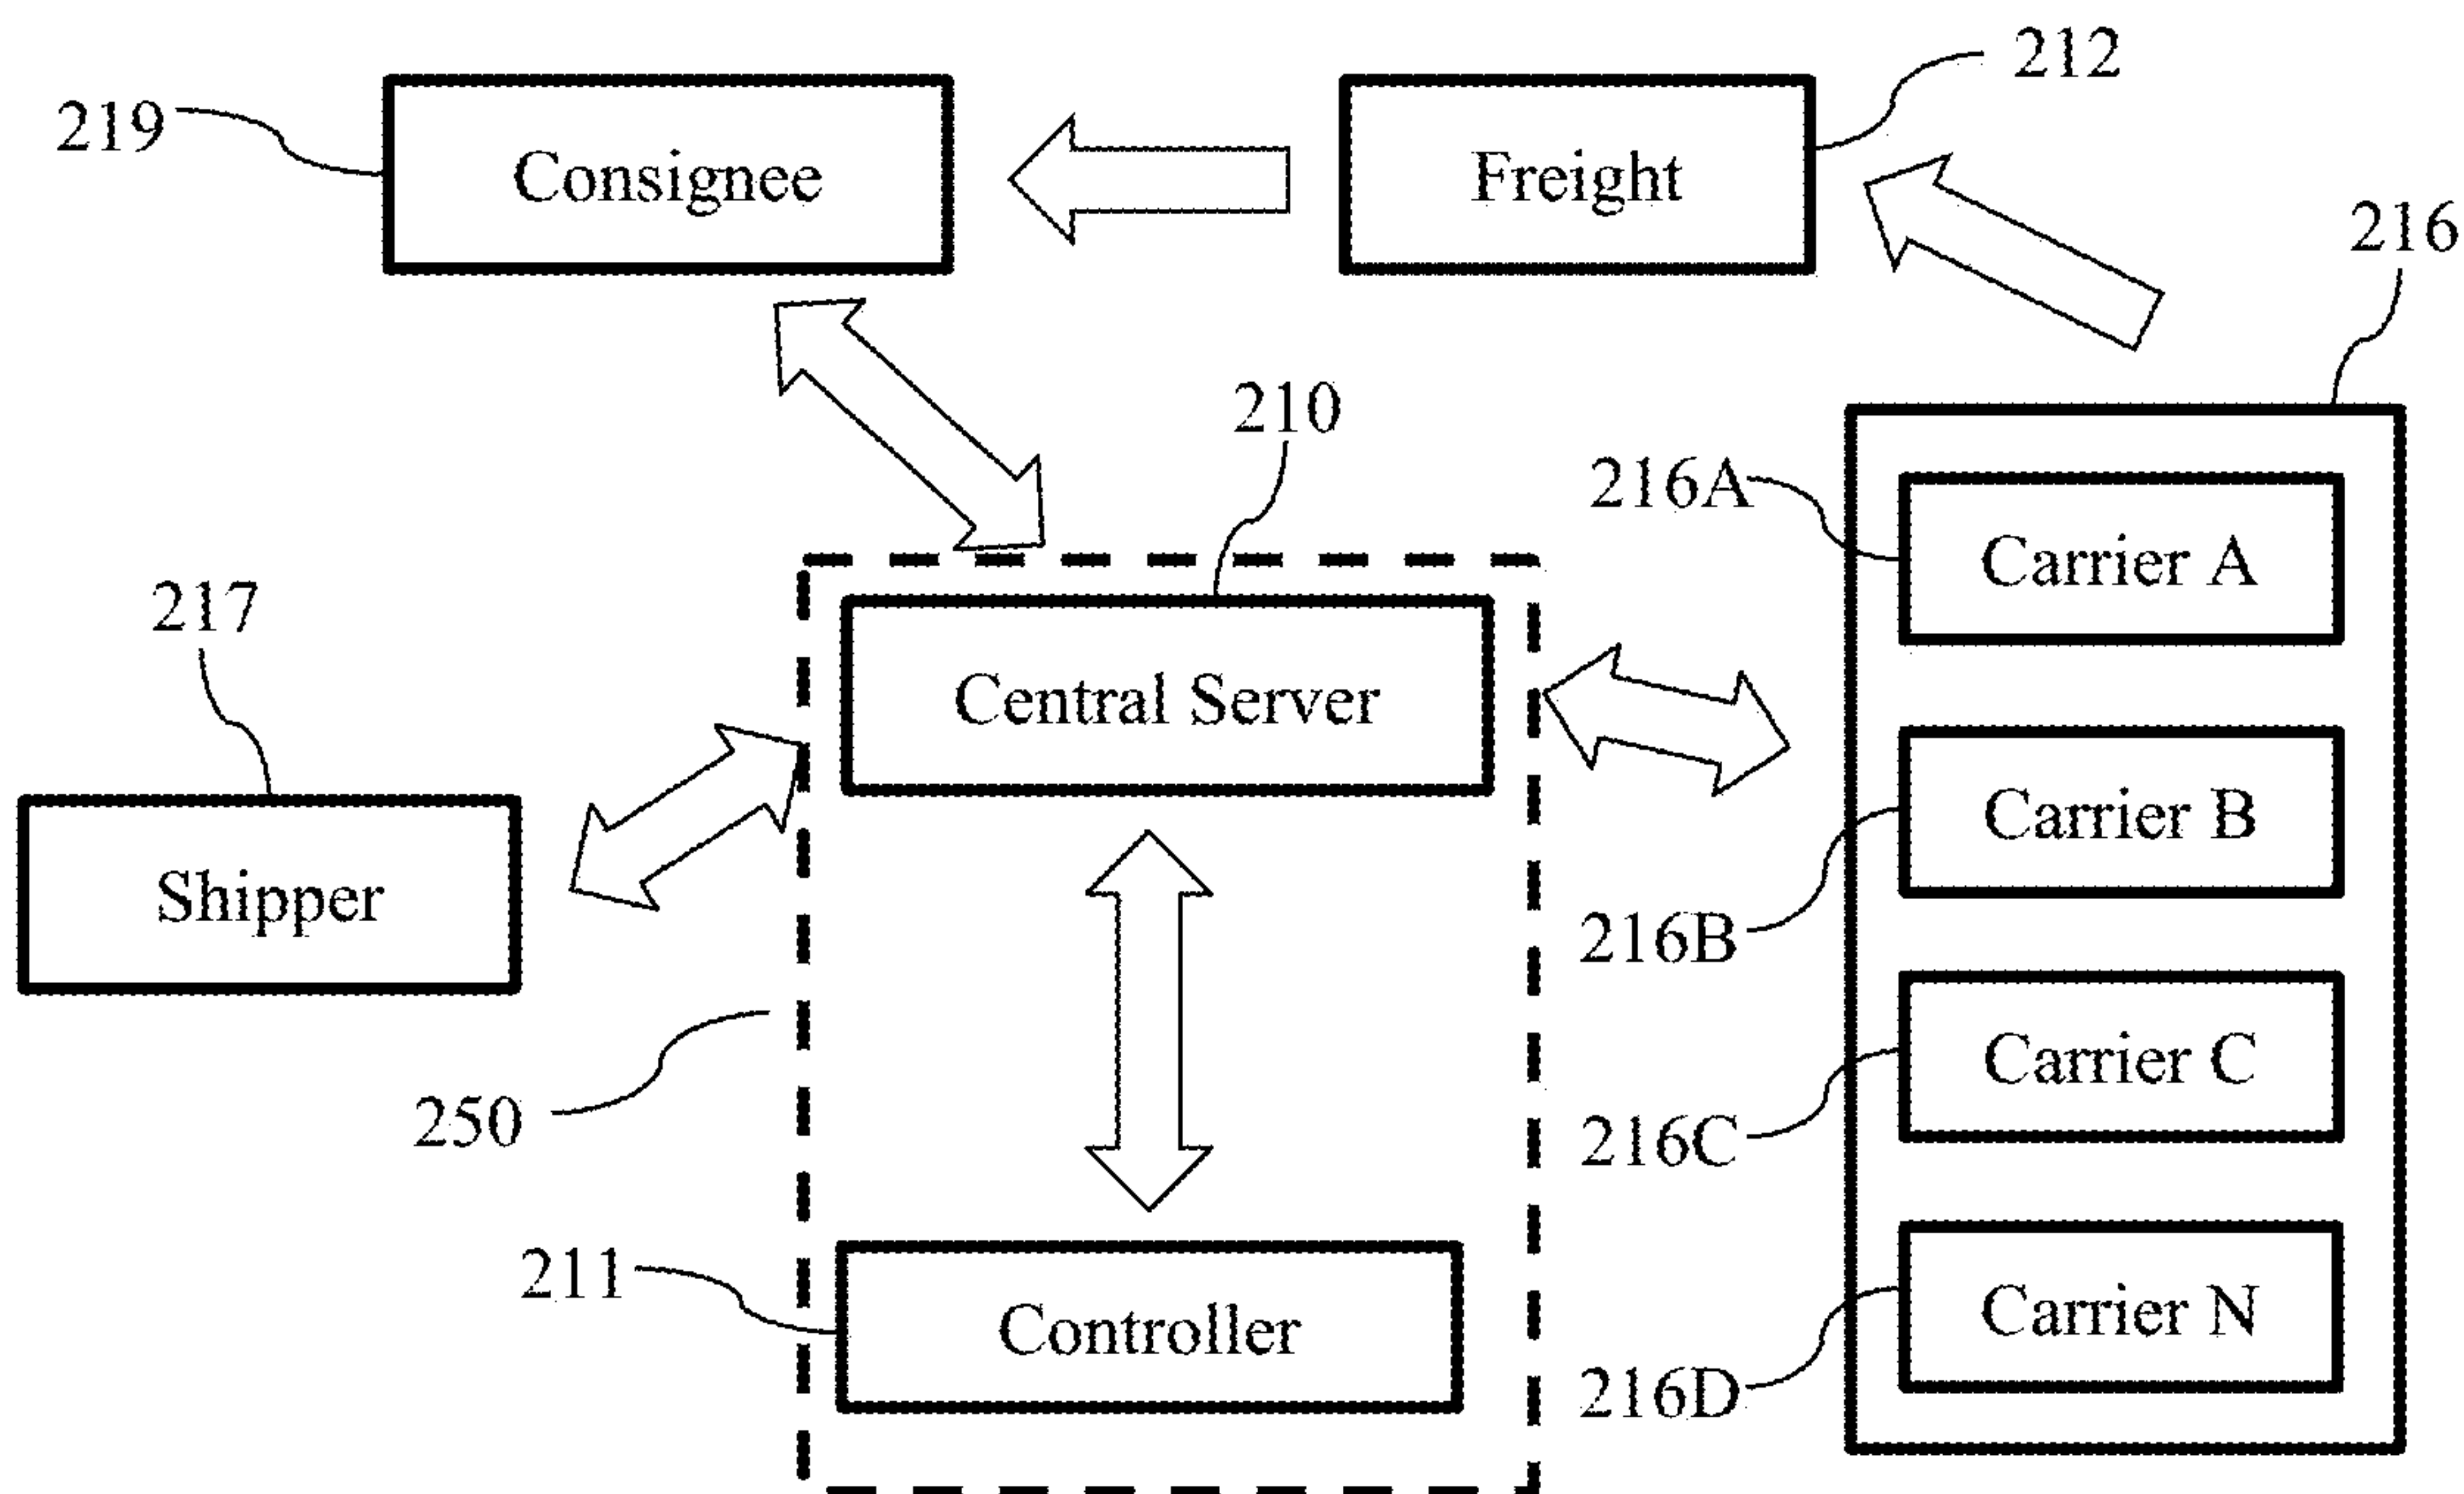 212
219
Consignee
Freight
216
210
216A
Carrier A
217
Central Server
Carrier B
Shipper
216B
Carrier C
250
216C
211
Controller
Carrier N
216D